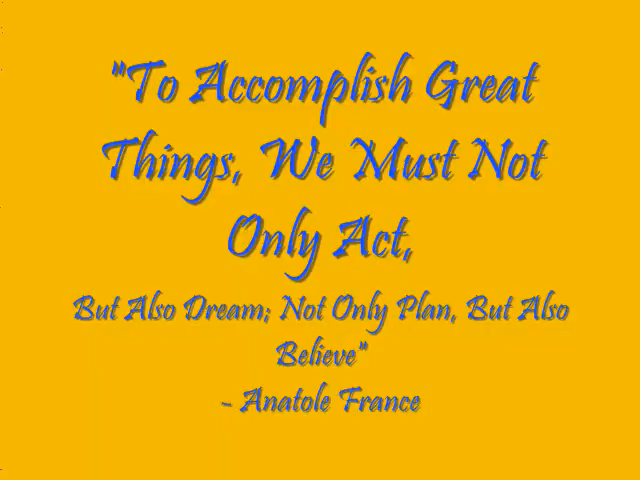 "To Accomplish Great
Things, We Must Not
Only Act,
But Also Dream; Not Only Plan, But Also
Believe"
- Anatole France